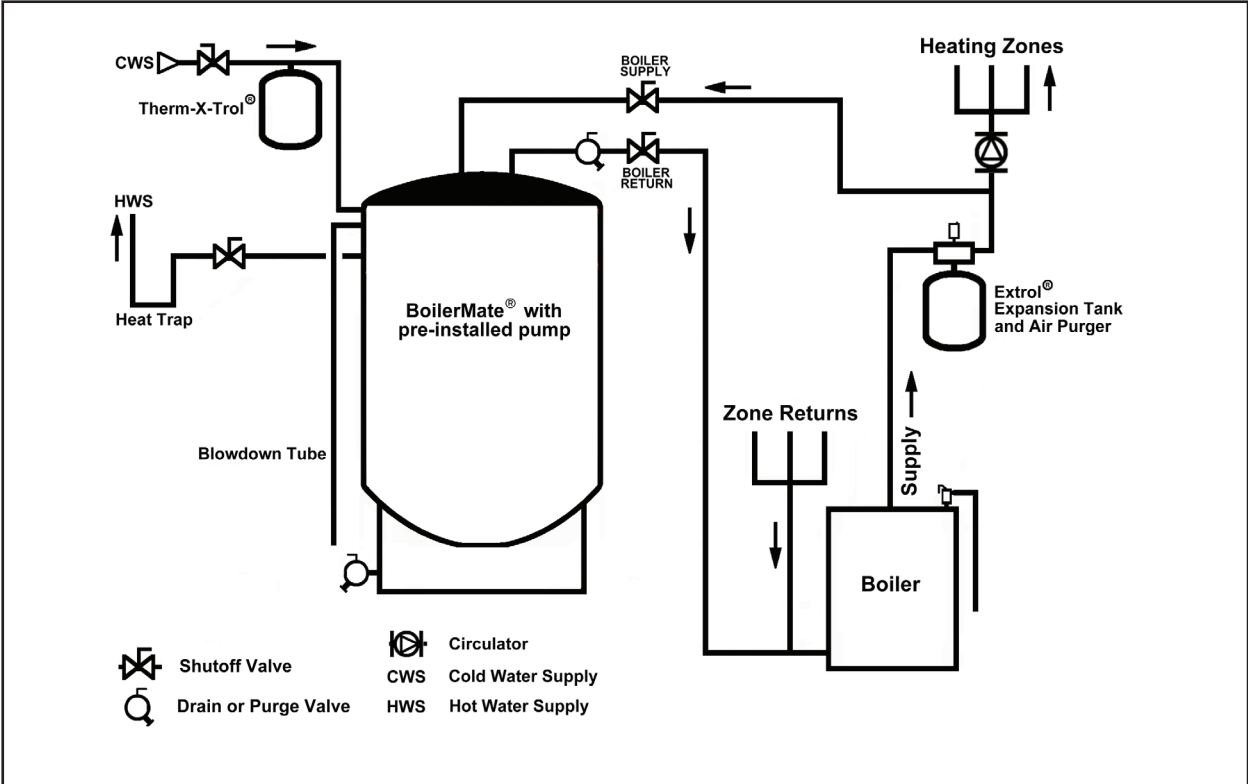 CWS
Therm-X-Trol®
BOILER
SUPPLY
BOILER
RETURN
Heating Zones
HWS
Heat Trap
BoilerMate® with
pre-installed pump
Extrol®
Expansion Tank
and Air Purger
Blowdown Tube
Zone Returns
Supply
Boiler
Shutoff Valve
Drain or Purge Valve
Circulator
CWS Cold Water Supply
HWS Hot Water Supply